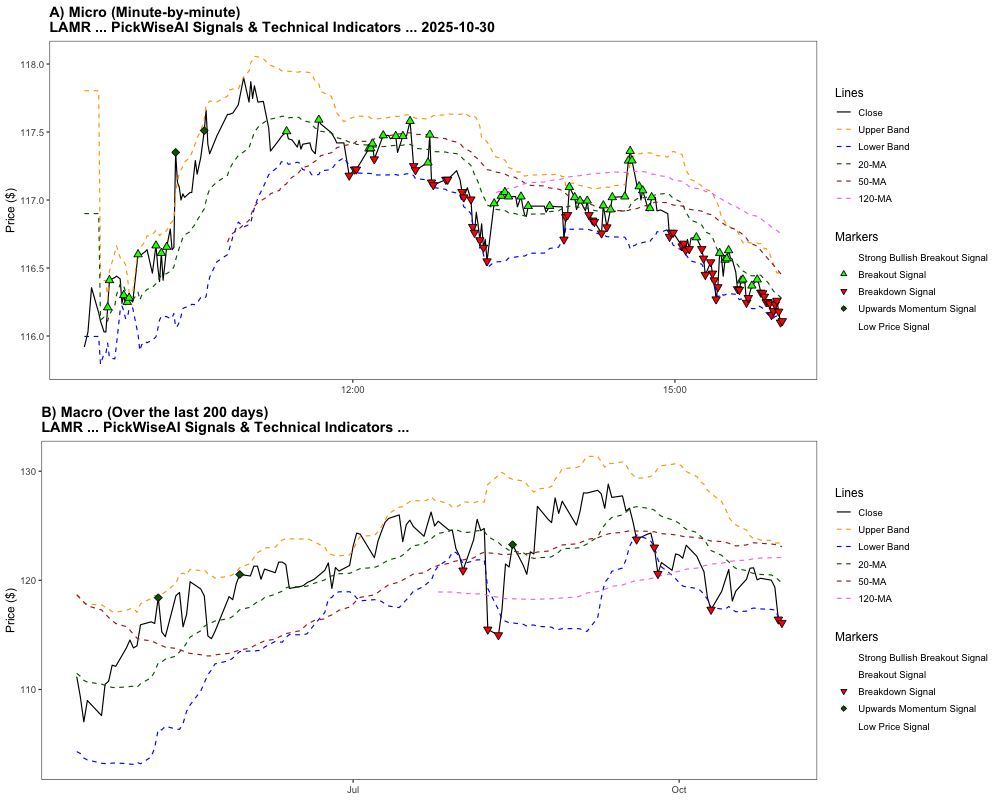 A) Micro (Minute-by-minute)
LAMR ... PickWiseAI Signals & Technical Indicators ... 2025-10-30
118.0
117.5
117.0
116.5
116.0
Price ($)
12:00
15:00
Lines
Close
Upper Band
Lower Band
20-MA
50-MA
120-MA
Markers
Strong Bullish Breakout Signal
Breakout Signal
Breakdown Signal
Upwards Momentum Signal
Low Price Signal
B) Macro (Over the last 200 days)
LAMR ... PickWiseAI Signals & Technical Indicators ...
130
120
110
Price ($)
Jul
Oct
Lines
Close
Upper Band
Lower Band
20-MA
50-MA
120-MA
Markers
Strong Bullish Breakout Signal
Breakout Signal
Breakdown Signal
Upwards Momentum Signal
Low Price Signal